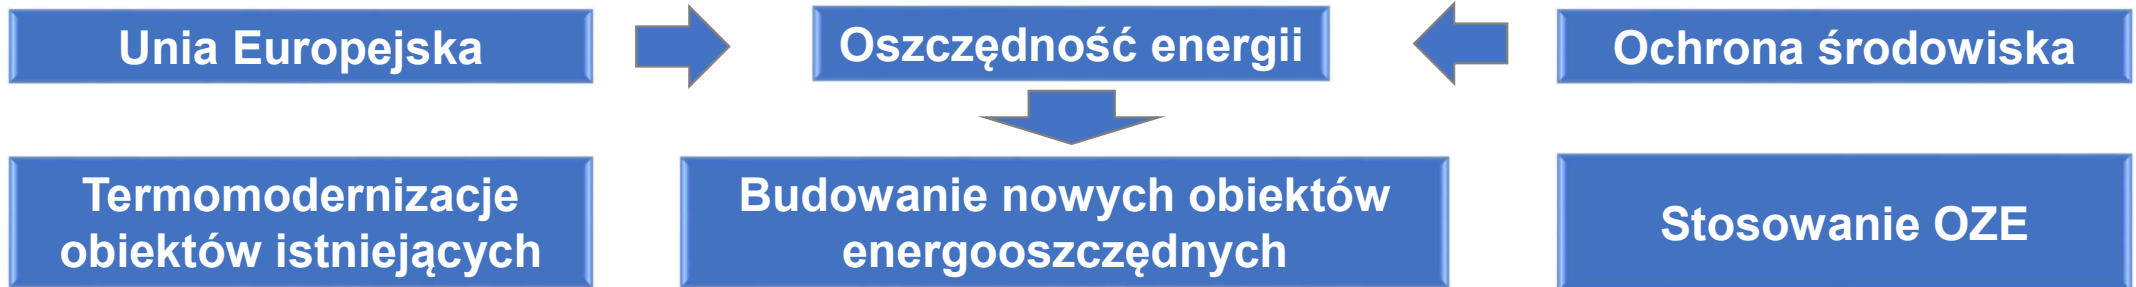 Unia Europejska
Oszczędność energii
Ochrona środowiska
Termomodernizacje
obiektów istniejących
Budowanie nowych obiektów
energooszczędnych
Stosowanie OZE